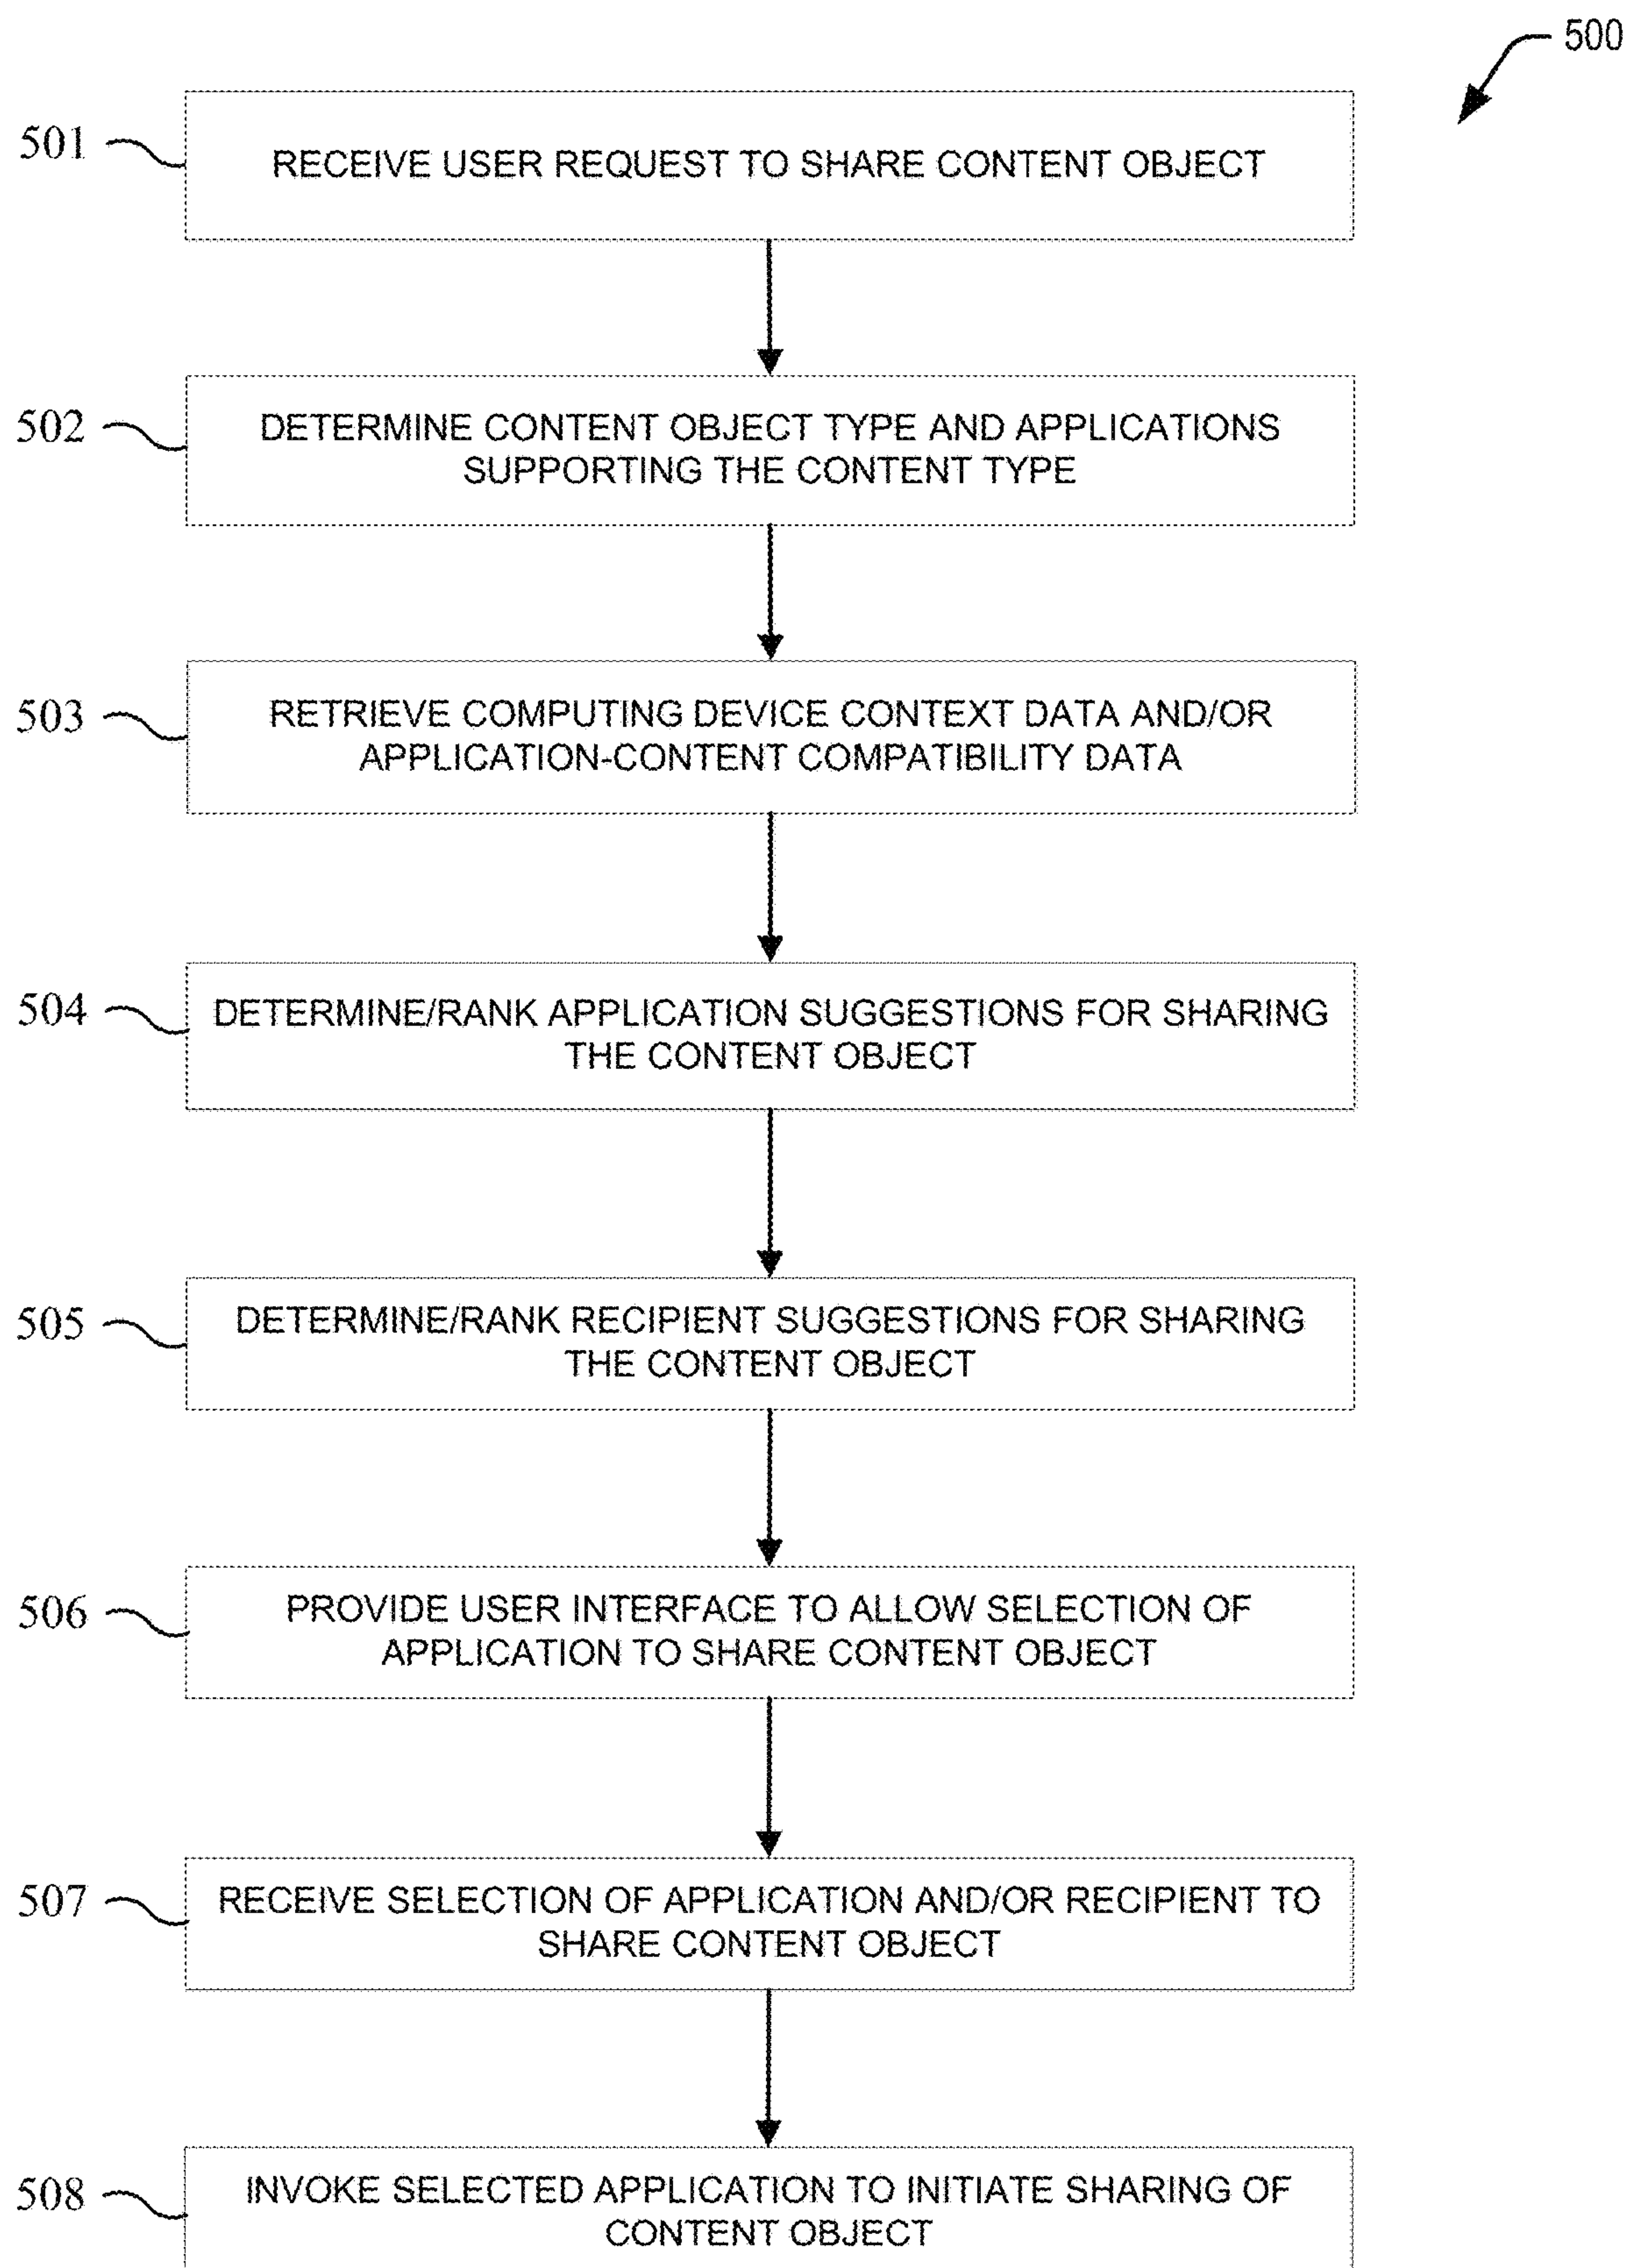 500
501
RECEIVE USER REQUEST TO SHARE CONTENT OBJECT
502
DETERMINE CONTENT OBJECT TYPE AND APPLICATIONS
SUPPORTING THE CONTENT TYPE
503
RETRIEVE COMPUTING DEVICE CONTEXT DATA AND/OR
APPLICATION-CONTENT COMPATIBILITY DATA
504
DETERMINE/RANK APPLICATION SUGGESTIONS FOR SHARING
THE CONTENT OBJECT
505
DETERMINE/RANK RECIPIENT SUGGESTIONS FOR SHARING
THE CONTENT OBJECT
506
PROVIDE USER INTERFACE TO ALLOW SELECTION OF
APPLICATION TO SHARE CONTENT OBJECT
507
RECEIVE SELECTION OF APPLICATION AND/OR RECIPIENT TO
SHARE CONTENT OBJECT
508
INVOKE SELECTED APPLICATION TO INITIATE SHARING OF
CONTENT OBJECT